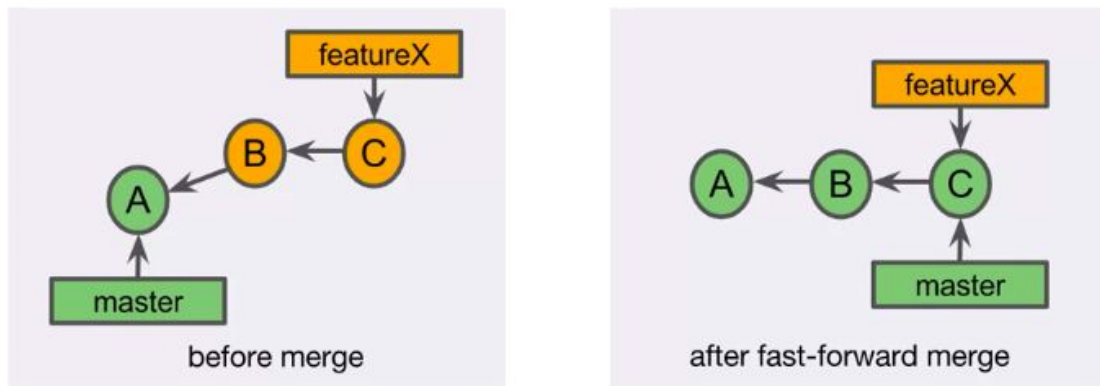 featureX
B
C
A
master
before merge
featureX
A
B
C
master
after fast-forward merge